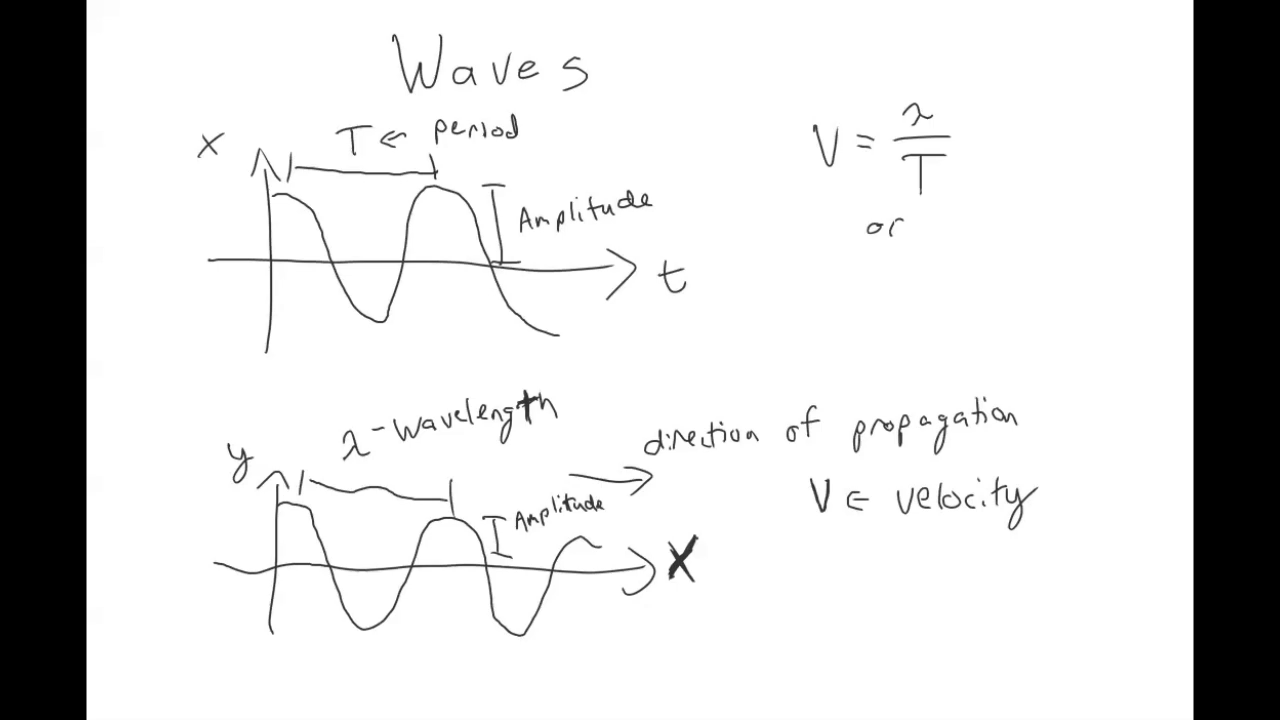 Waves
x
T ← period
Amplitude
t
V = λ/T
or
y
λ - wavelength
Amplitude
x
direction of propagation
V ← velocity